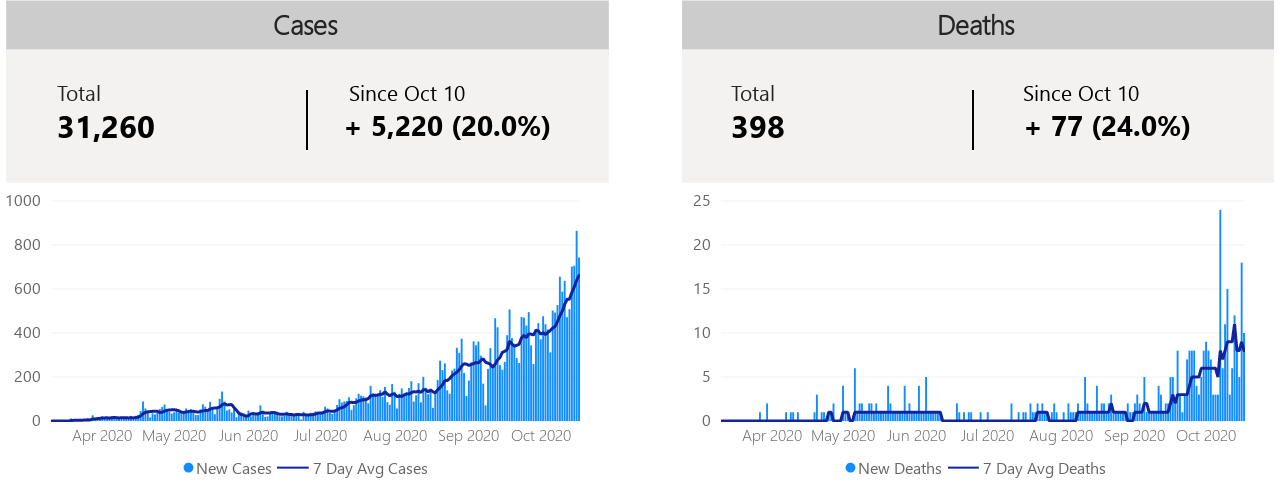 Cases
Total
31,260
Since Oct 10
+ 5,220 (20.0%)
1000
800
600
400
200
0
Apr 2020 May 2020 Jun 2020 Jul 2020 Aug 2020 Sep 2020 Oct 2020
New Cases 7 Day Avg Cases
Deaths
Total
398
Since Oct 10
+ 77 (24.0%)
25
20
15
10
5
0
Apr 2020 May 2020 Jun 2020 Jul 2020 Aug 2020 Sep 2020 Oct 2020
New Deaths 7 Day Avg Deaths